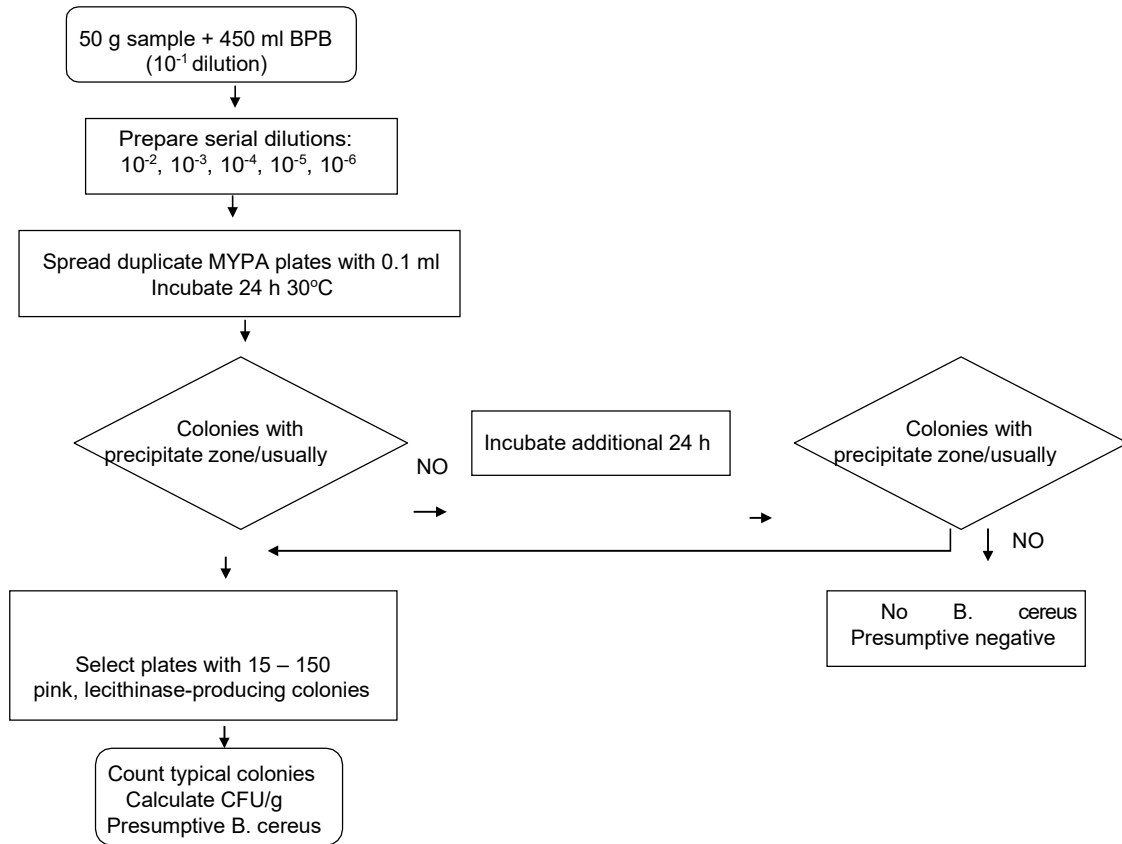 50 g sample + 450 ml BPB
(10⁻¹ dilution)
Prepare serial dilutions:
10⁻², 10⁻³, 10⁻⁴, 10⁻⁵, 10⁻⁶
Spread duplicate MYPA plates with 0.1 ml
Incubate 24 h 30ºC
Colonies with
precipitate zone/usually
NO
Incubate additional 24 h
Colonies with
precipitate zone/usually
NO
No B. cereus
Presumptive negative
Select plates with 15 – 150
pink, lecithinase-producing colonies
Count typical colonies
Calculate CFU/g
Presumptive B. cereus